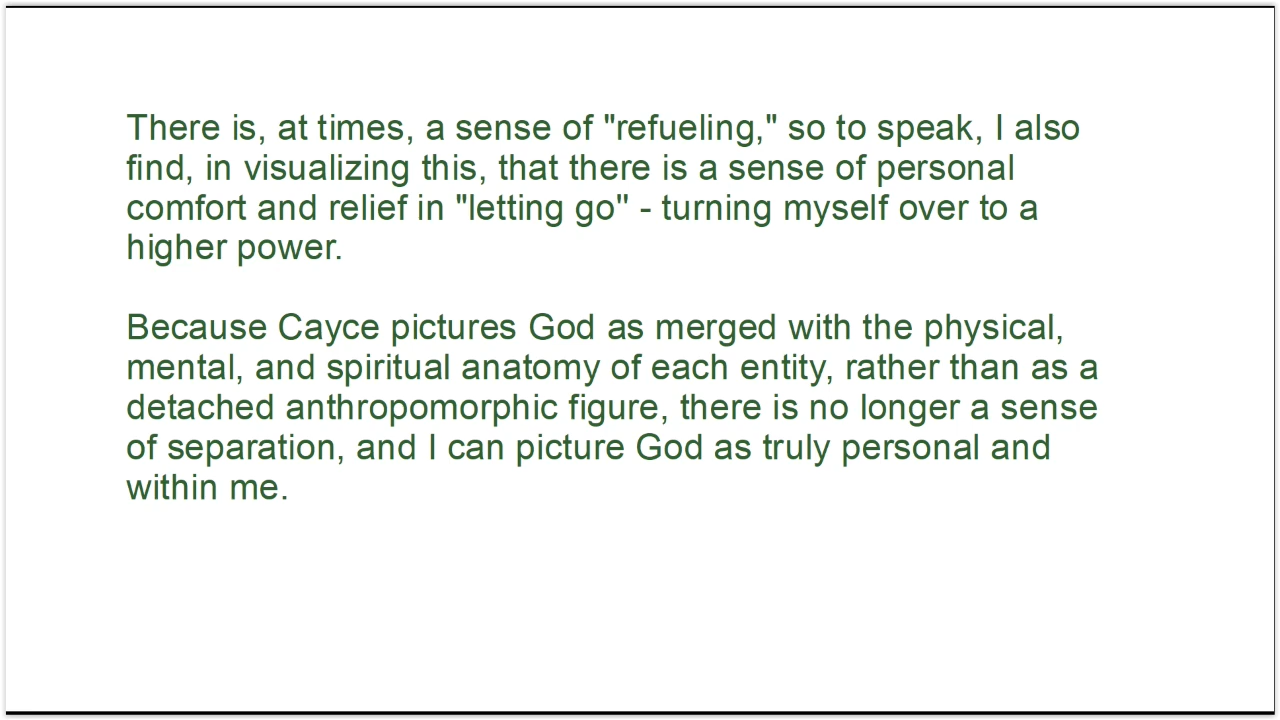 There is, at times, a sense of "refueling," so to speak, I also
find, in visualizing this, that there is a sense of personal
comfort and relief in "letting go" - turning myself over to a
higher power.
Because Cayce pictures God as merged with the physical,
mental, and spiritual anatomy of each entity, rather than as a
detached anthropomorphic figure, there is no longer a sense
of separation, and I can picture God as truly personal and
within me.